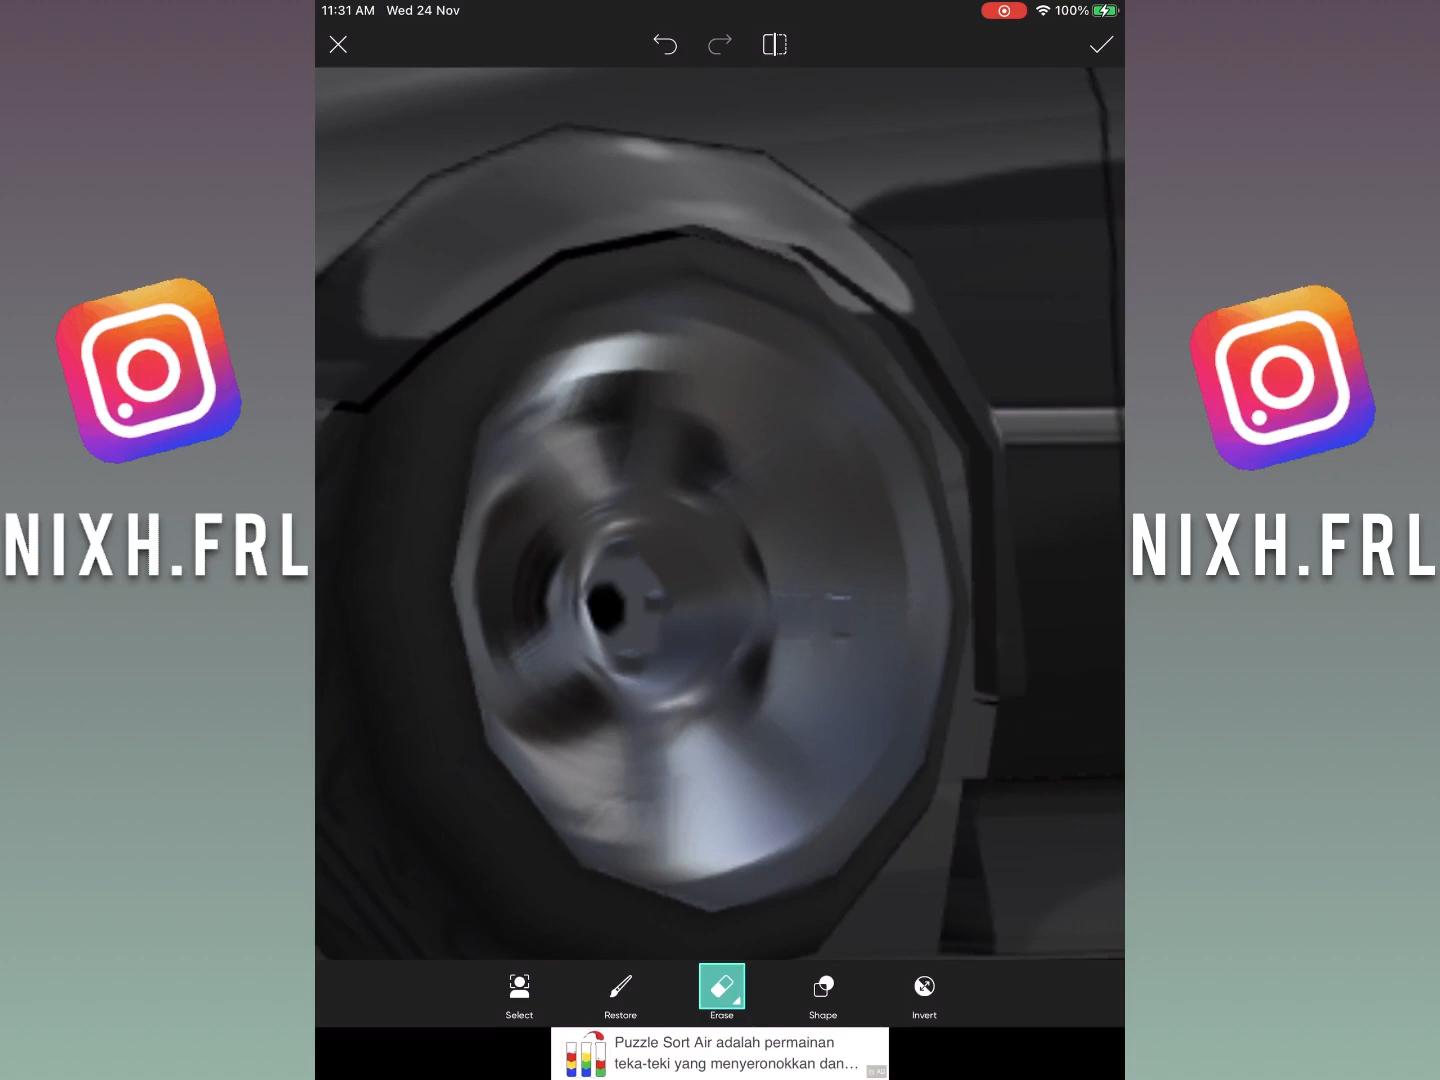 11:31 AM Wed 24 Nov
100%
NIXH.FRL
NIXH.FRL
Select
Restore
Erase
Shape
Invert
Puzzle Sort Air adalah permainan
teka-teki yang menyeronokkan dan...
AD